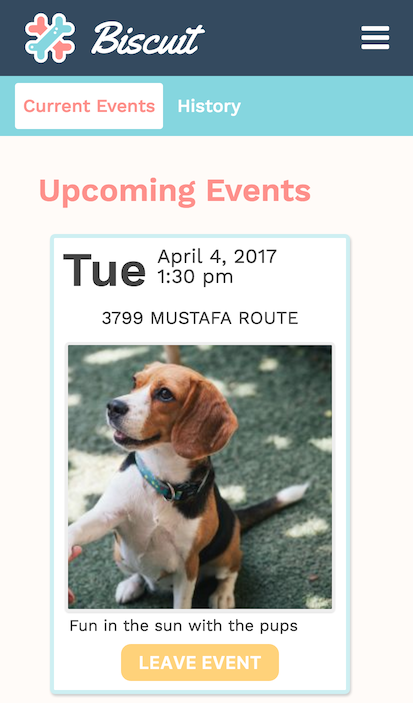 Biscuit
Current Events History
Upcoming Events
Tue April 4, 2017
1:30 pm
3799 MUSTAFA ROUTE
Fun in the sun with the pups
LEAVE EVENT